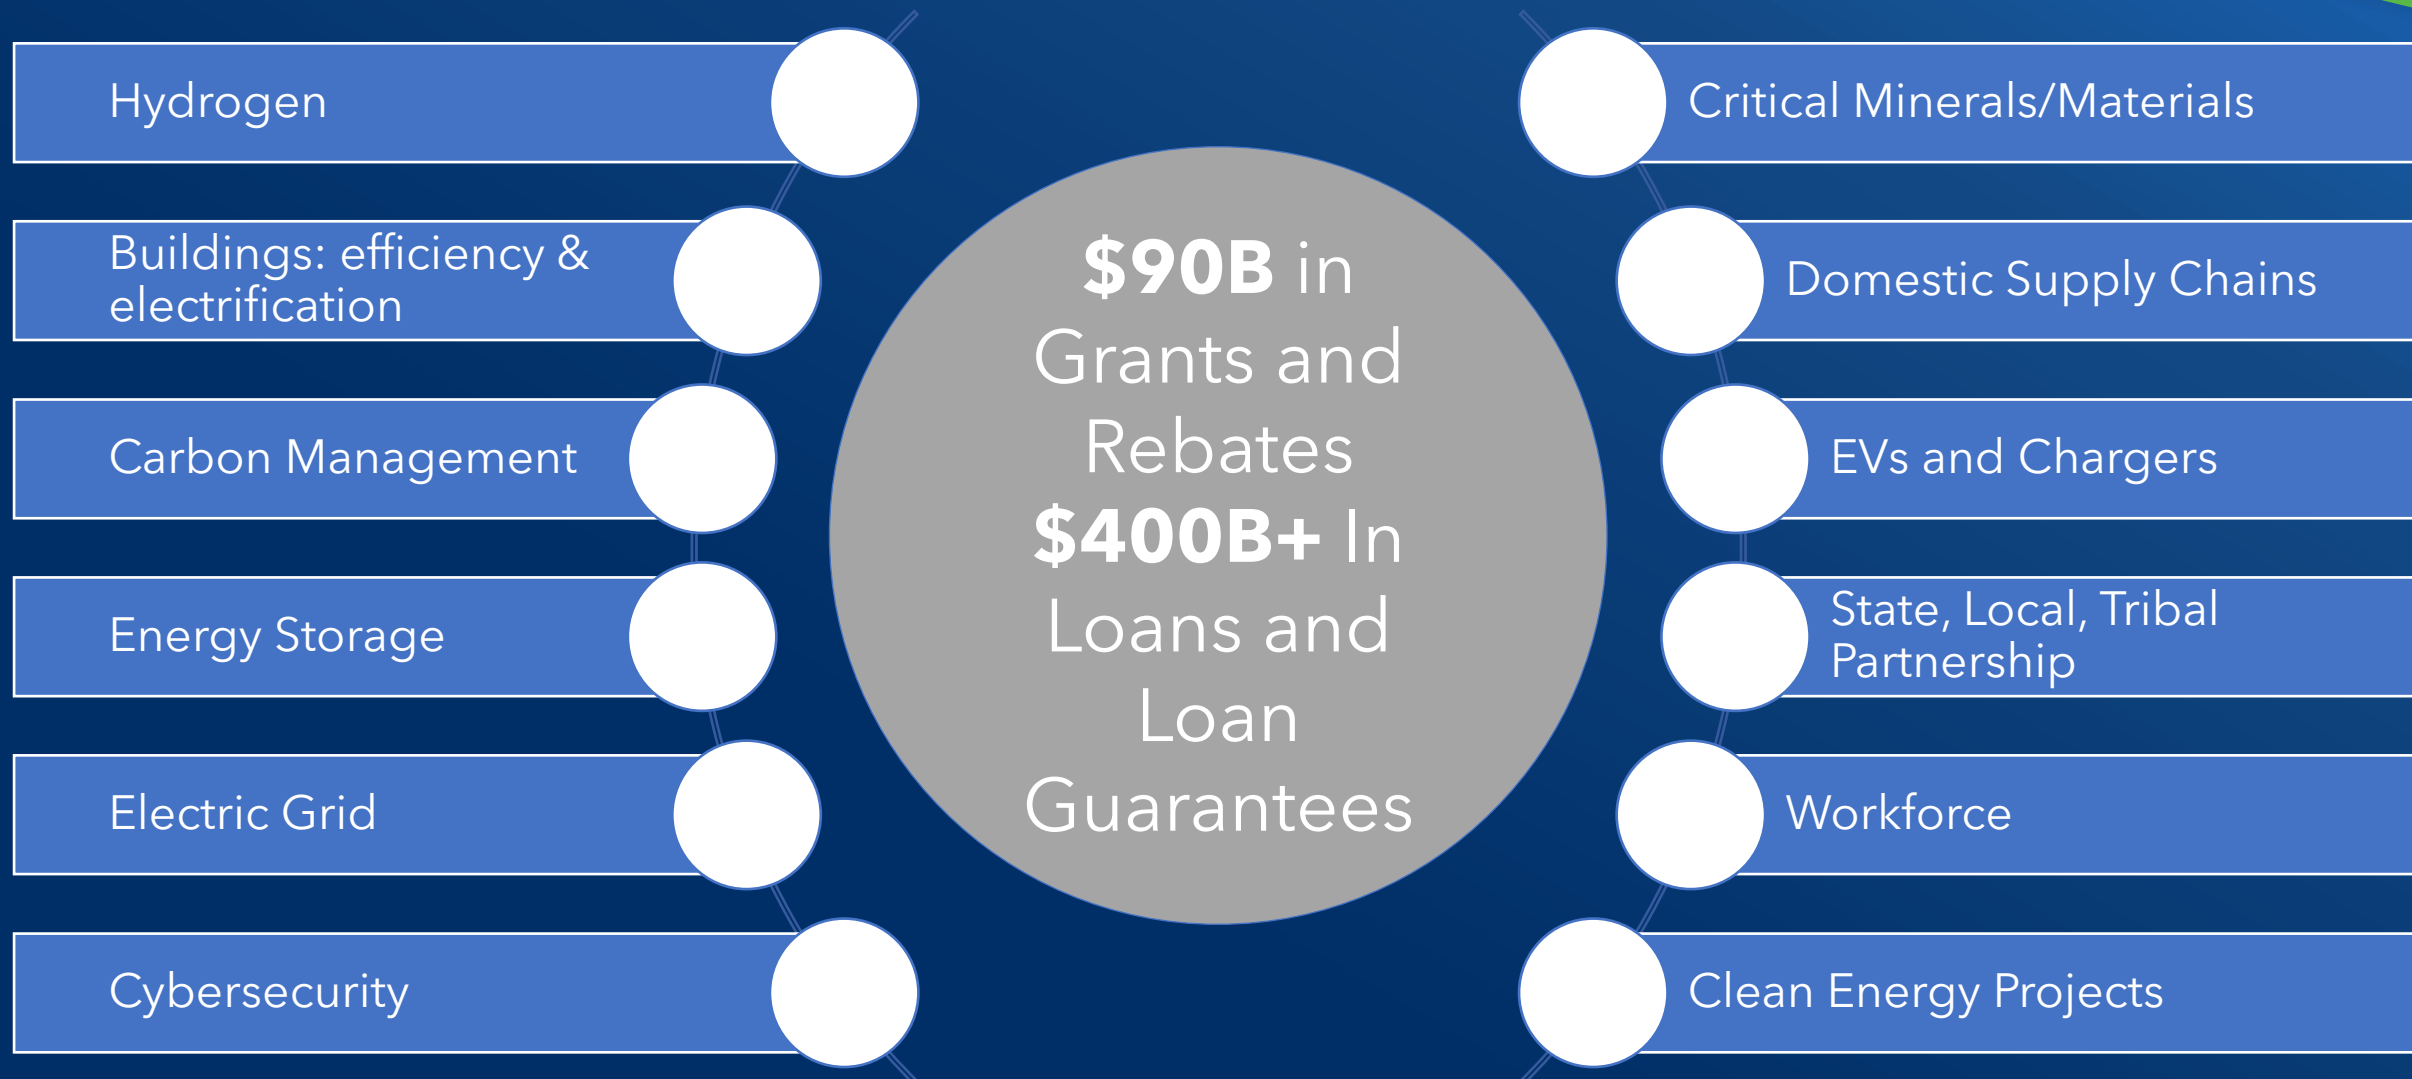 Hydrogen
Buildings: efficiency &
electrification
Carbon Management
Energy Storage
Electric Grid
Cybersecurity
$90B in
Grants and
Rebates
$400B+ In
Loans and
Loan
Guarantees
Critical Minerals/Materials
Domestic Supply Chains
EVs and Chargers
State, Local, Tribal
Partnership
Workforce
Clean Energy Projects